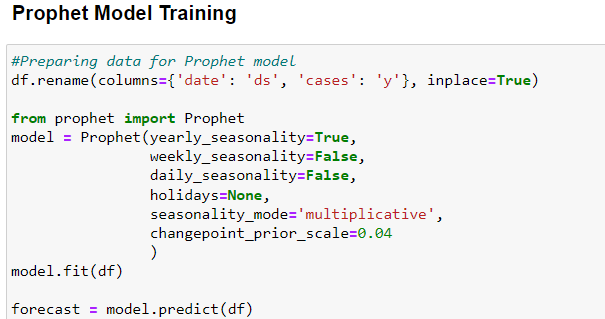 Prophet Model Training
#Preparing data for Prophet model
df.rename(columns={'date': 'ds', 'cases': 'y'}, inplace=True)
from prophet import Prophet
model = Prophet(yearly_seasonality=True,
weekly_seasonality=False,
daily_seasonality=False,
holidays=None,
seasonality_mode='multiplicative',
changepoint_prior_scale=0.04
)
model.fit(df)
forecast = model.predict(df)